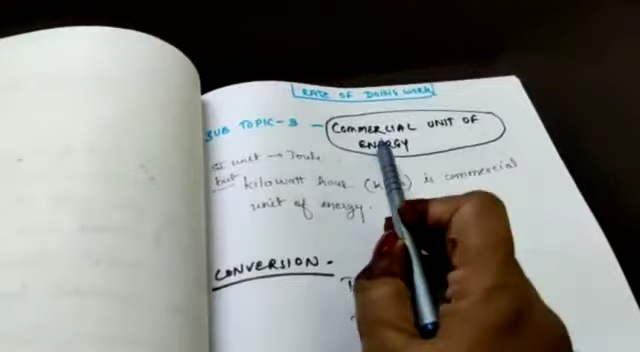 RATE OF DOING WORK
SUB TOPIC-3 - COMMERCIAL UNIT OF
ENERGY
SI unit → Joule
but kilowatt hour ( is commercial
unit of energy.
CONVERSION -